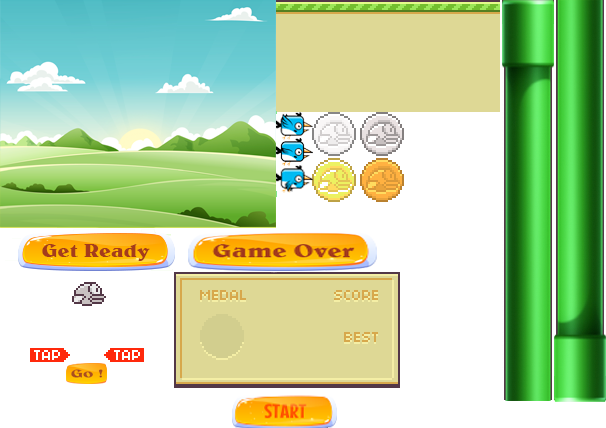 Get Ready
Game Over
MEDAL SCORE
BEST
TAP TAP
Go !
START